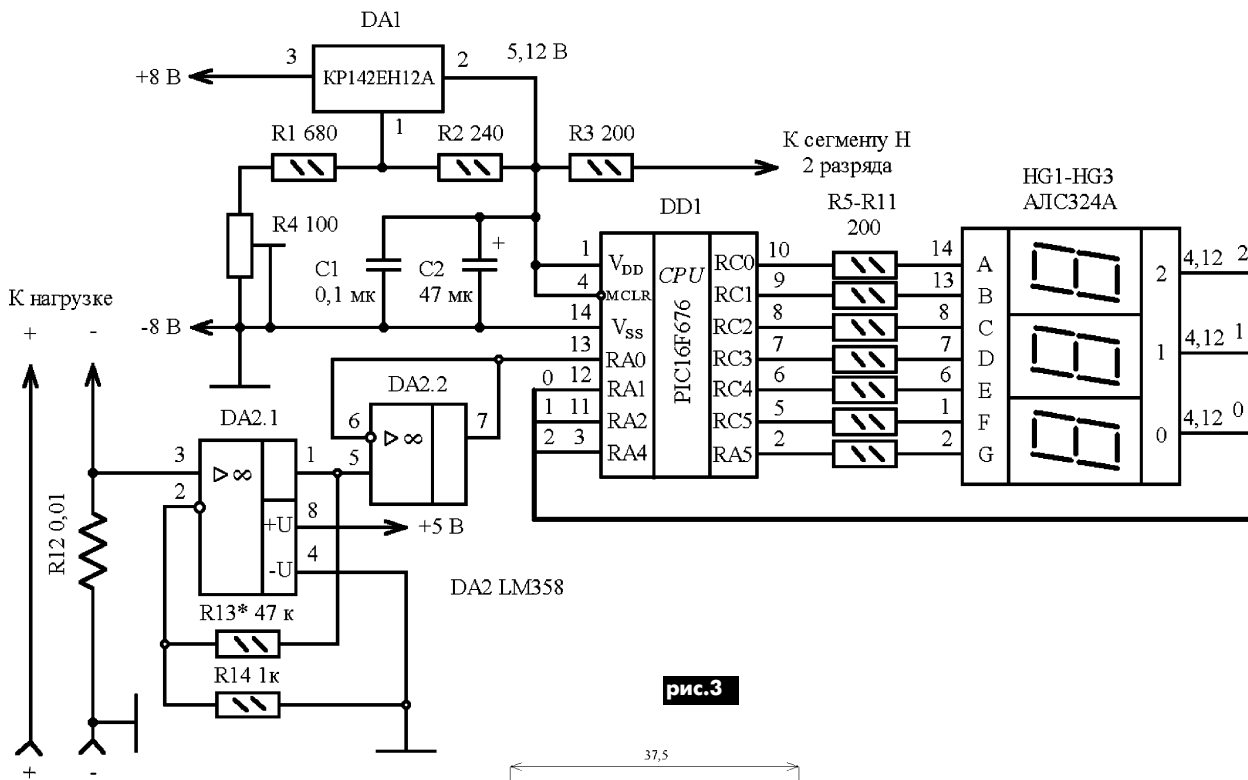 DA1
3
2
5,12 В
+8 В
КР142ЕН12А
1
R1 680
R2 240
R3 200
К сегменту Н
2 разряда
HG1-HG3
АЛС324А
R5-R11
200
DD1
R4 100
C1
0,1 мк
C2
47 мк
+
К нагрузке
+ -
-8 В
1
4
14
13
0 12
1 11
2 3
VDD
MCLR
VSS
RA0
RA1
RA2
RA4
CPU
PIC16F676
RC0
RC1
RC2
RC3
RC4
RC5
RA5
10
9
8
7
6
5
2
14
13
8
7
6
1
2
A
B
C
D
E
F
G
2
1
0
4,12 2
4,12 1
4,12 0
DA2.2
6
5
7
▷ ∞
DA2.1
3
2
▷ ∞
1
+U
8
+5 В
-U
4
DA2 LM358
R12 0,01
R13* 47 к
R14 1к
+ -
рис.3
37,5